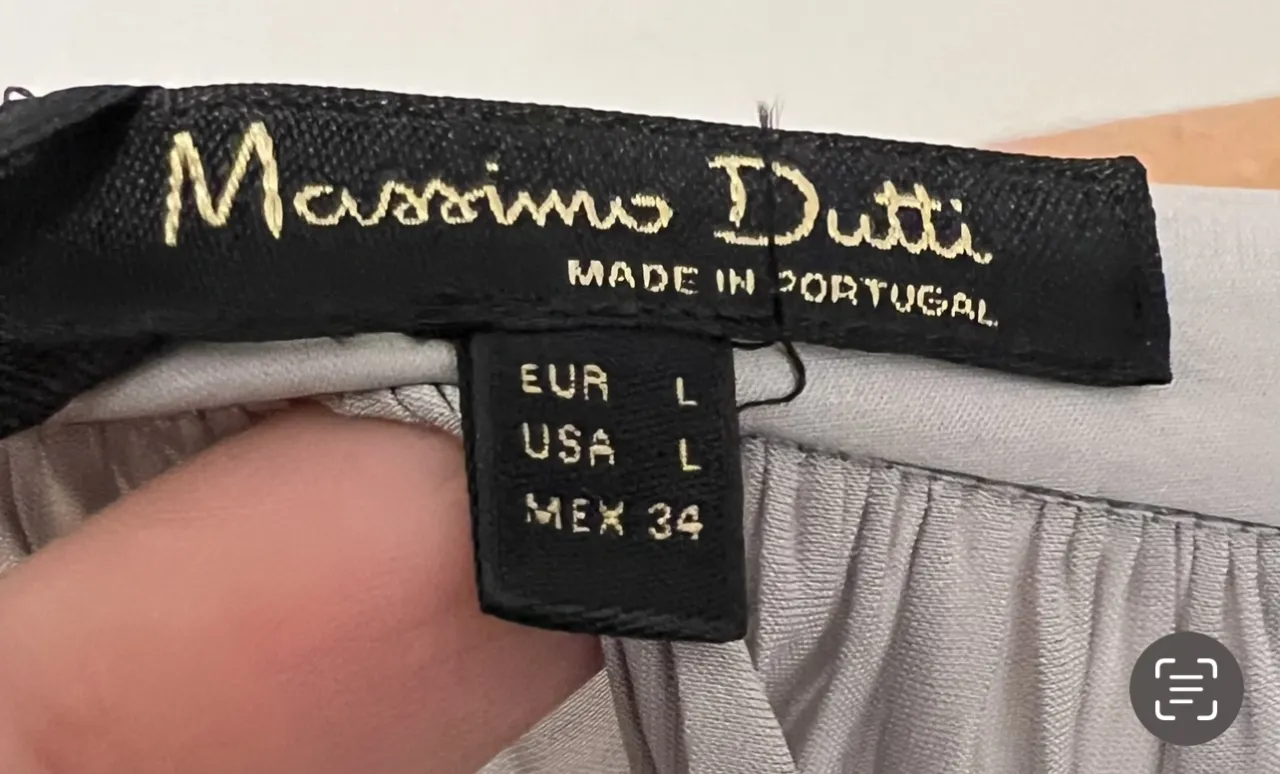 Massimo Dutti
MADE IN PORTUGAL
EUR L
USA L
MEX 34